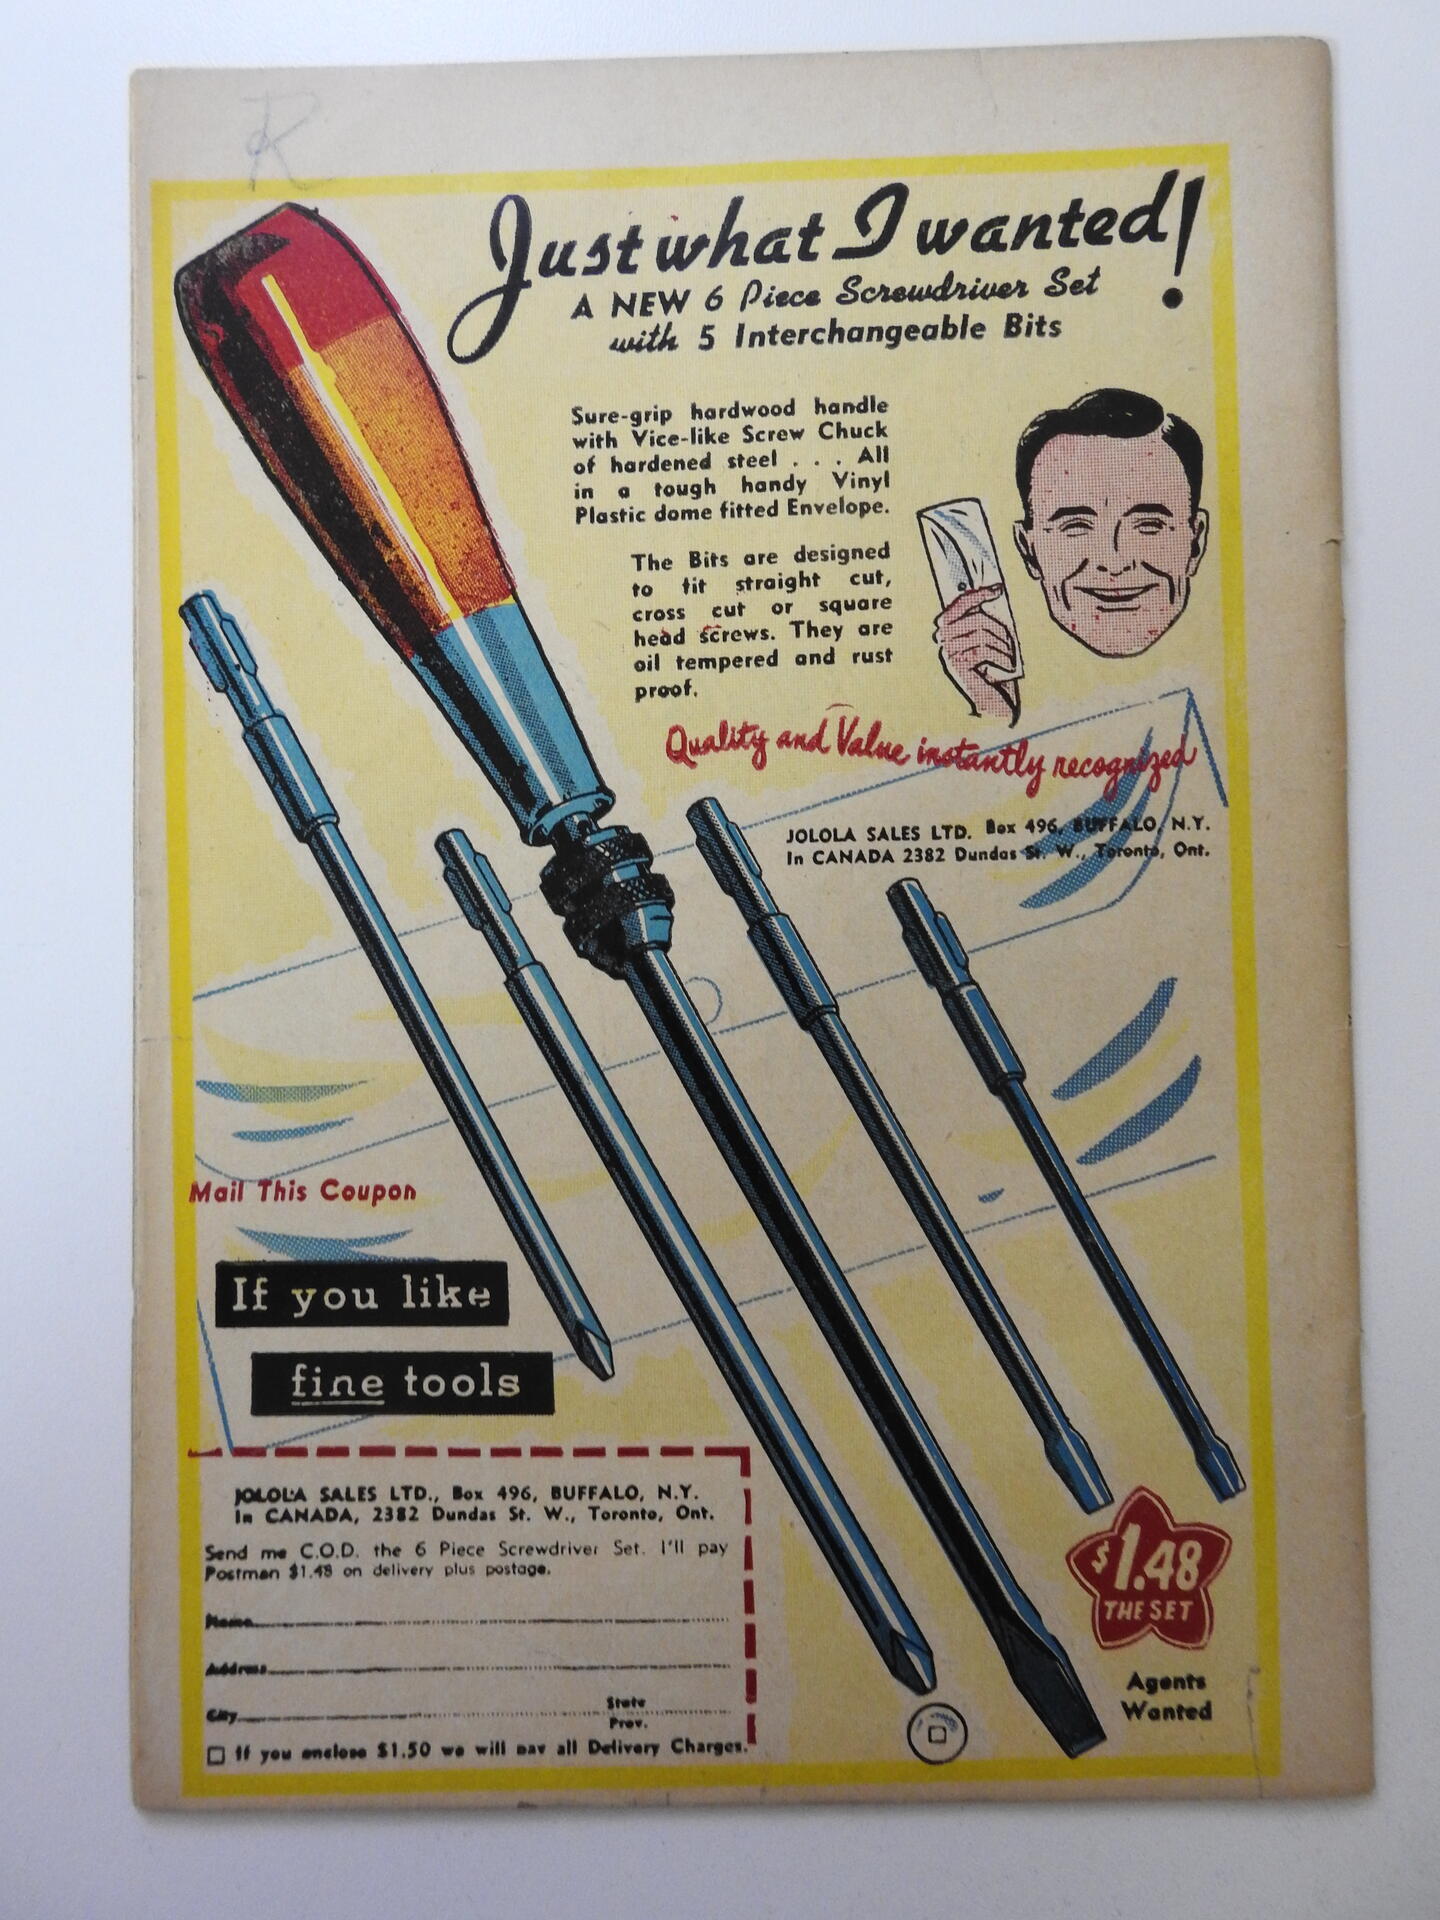 R
Just what I wanted!
A NEW 6 Piece Screwdriver Set
with 5 Interchangeable Bits
Sure-grip hardwood handle
with Vice-like Screw Chuck
of hardened steel . . . All
in a tough handy Vinyl
Plastic dome fitted Envelope.
The Bits are designed
to fit straight cut,
cross cut or square
head screws. They are
oil tempered and rust
proof.
Quality and Value instantly recognized
JOLOLA SALES LTD. Box 496, BUFFALO, N.Y.
In CANADA 2382 Dundas St. W., Toronto, Ont.
Mail This Coupon
If you like
fine tools
JOLOLA SALES LTD., Box 496, BUFFALO, N.Y.
In CANADA, 2382 Dundas St. W., Toronto, Ont.
Send me C.O.D. the 6 Piece Screwdriver Set. I'll pay
Postman $1.48 on delivery plus postage.
Name
Address
City State
Prov.
If you enclose $1.50 we will pay all Delivery Charges.
$1.48
THE SET
Agents
Wanted